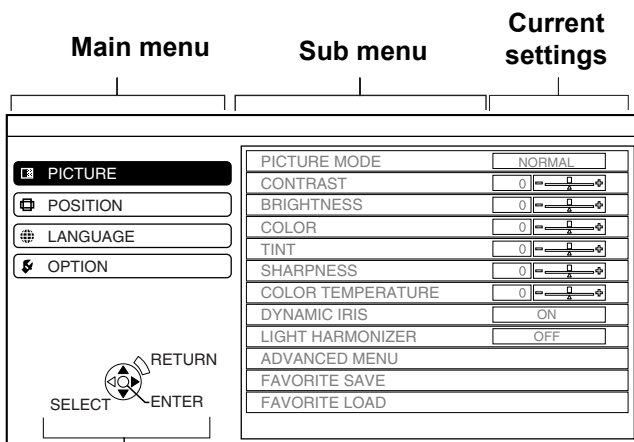 Main menu
Sub menu
Current
settings
PICTURE
POSITION
LANGUAGE
OPTION
RETURN
SELECT
ENTER
PICTURE MODE NORMAL
CONTRAST 0
BRIGHTNESS 0
COLOR 0
TINT 0
SHARPNESS 0
COLOR TEMPERATURE 0
DYNAMIC IRIS ON
LIGHT HARMONIZER OFF
ADVANCED MENU
FAVORITE SAVE
FAVORITE LOAD